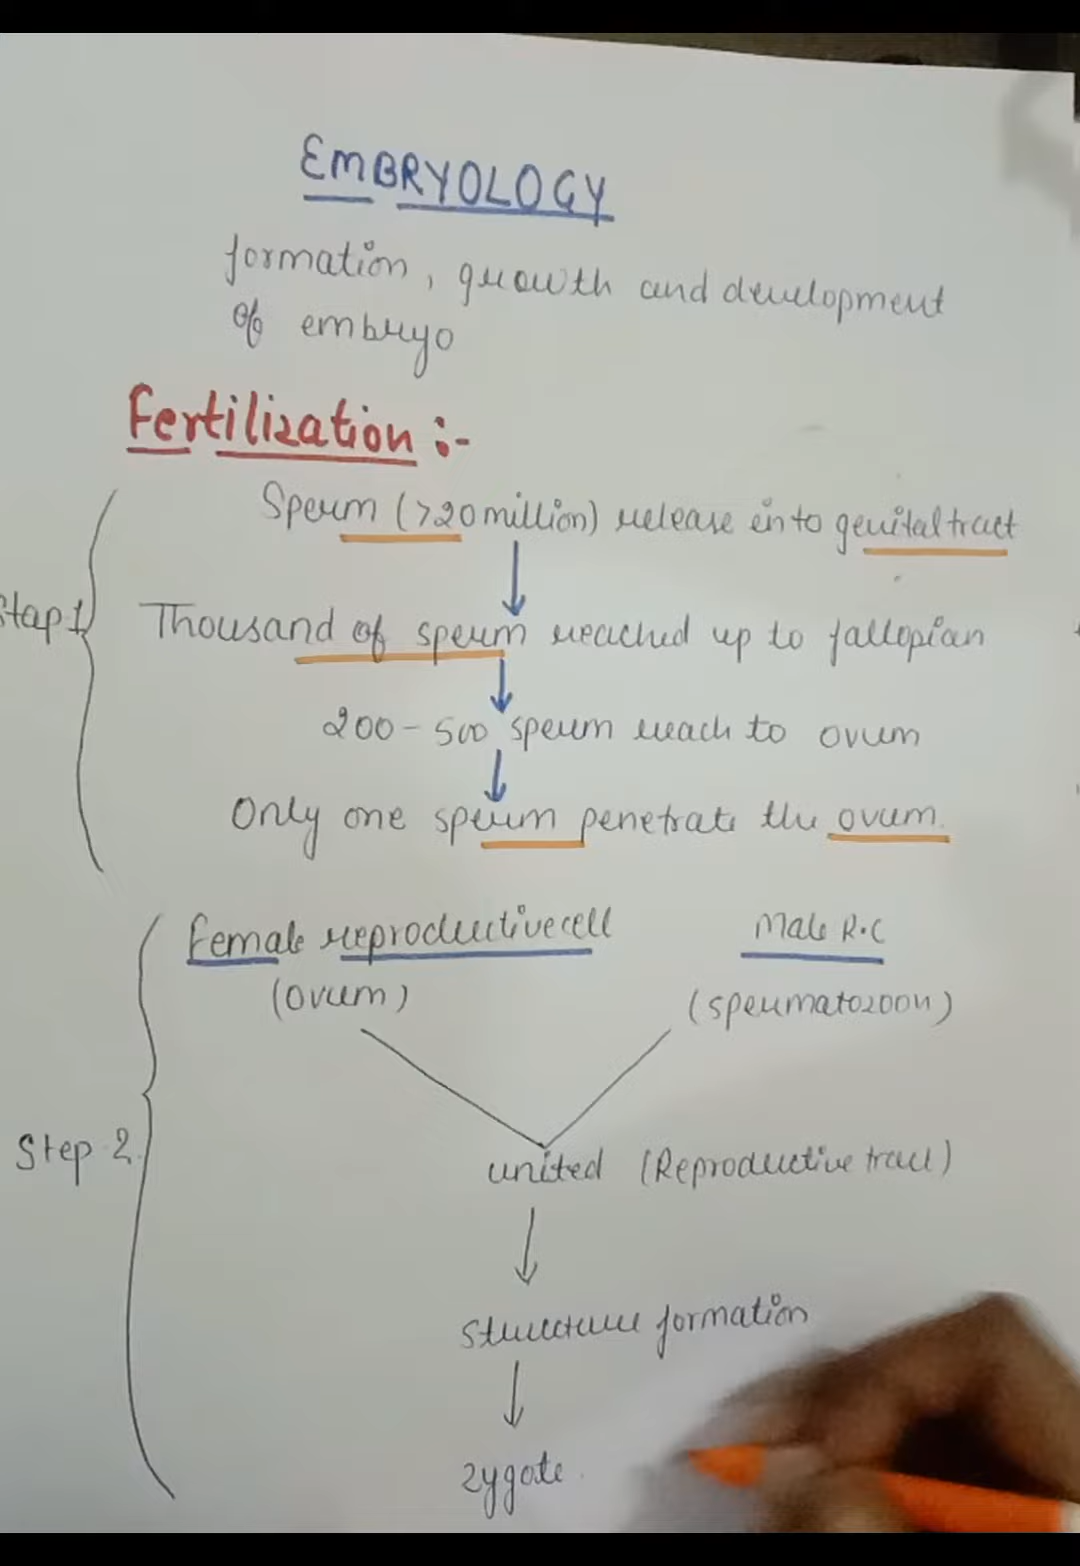 EMBRYOLOGY
formation, growth and development
of embryo
Fertilization :-
Sperm (>20 million) release into genital tract
Stap 1
Thousand of sperm reached up to fallopian
200 - 500 sperm reach to ovum
Only one sperm penetrate the ovum.
Female reproductive cell Male R.C
(ovum) (spermatozoon)
Step 2.
united (Reproductive tract)
structure formation
zygote.